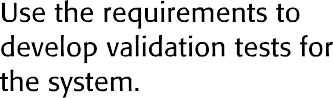 Use the requirements to
develop validation tests for
the system.